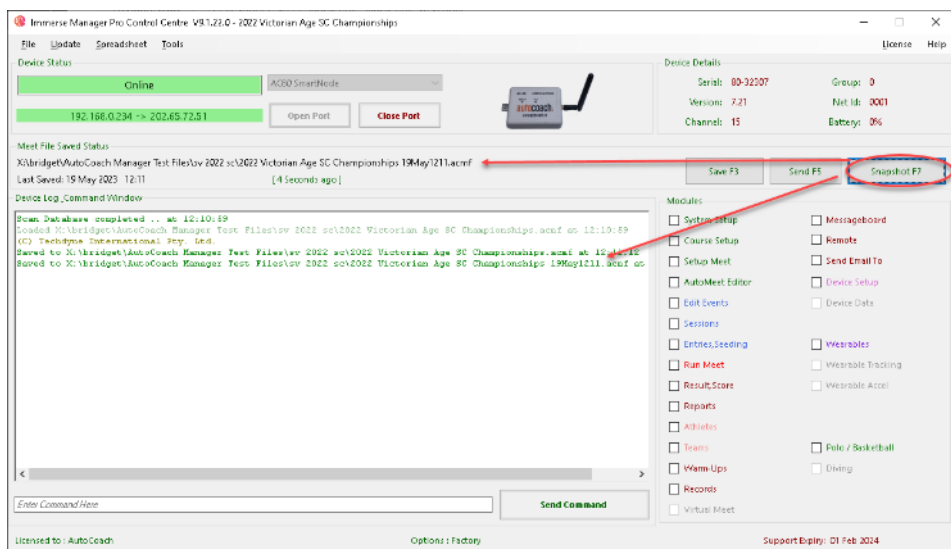 Immerse Manager Pro Control Centre V9.1.22.0 - 2022 Victorian Age SC Championships
File Update Spreadsheet Tools License Help
Device Status
Online
AC80 SmartNode
192.168.0.234 -> 202.65.72.51
Open Port
Close Port
autocoach
Device Details
Serial: 80-32307 Group: 0
Version: 7.21 Net Id: 0001
Channel: 15 Battery: 0%
Meet File Saved Status
X:\bridget\AutoCoach Manager Test Files\sv 2022 sc\2022 Victorian Age SC Championships 19May1211.acmf
Last Saved: 19 May 2023 12:11 [4 Seconds ago]
Save F3
Send F5
Snapshot F7
Device Log ,Command Window
Scan Database completed .. at 12:10:59
Loaded X:\bridget\AutoCoach Manager Test Files\sv 2022 sc\2022 Victorian Age SC Championships.acmf at 12:10:59
(C) Techdyne International Pty. Ltd.
Saved to X:\bridget\AutoCoach Manager Test Files\sv 2022 sc\2022 Victorian Age SC Championships.acmf at
Saved to X:\bridget\AutoCoach Manager Test Files\sv 2022 sc\2022 Victorian Age SC Championships 19May1211.acmf at
Enter Command Here
Send Command
Modules
System Setup
Course Setup
Setup Meet
AutoMeet Editor
Edit Events
Sessions
Entries,Seeding
Run Meet
Result,Score
Reports
Athletes
Teams
Warm-Ups
Records
Virtual Meet
Messageboard
Remote
Send Email To
Device Setup
Device Data
Wearables
Wearable Tracking
Wearable Accel
Polo / Basketball
Diving
Licensed to : AutoCoach
Options : Factory
Support Expiry: 01 Feb 2024